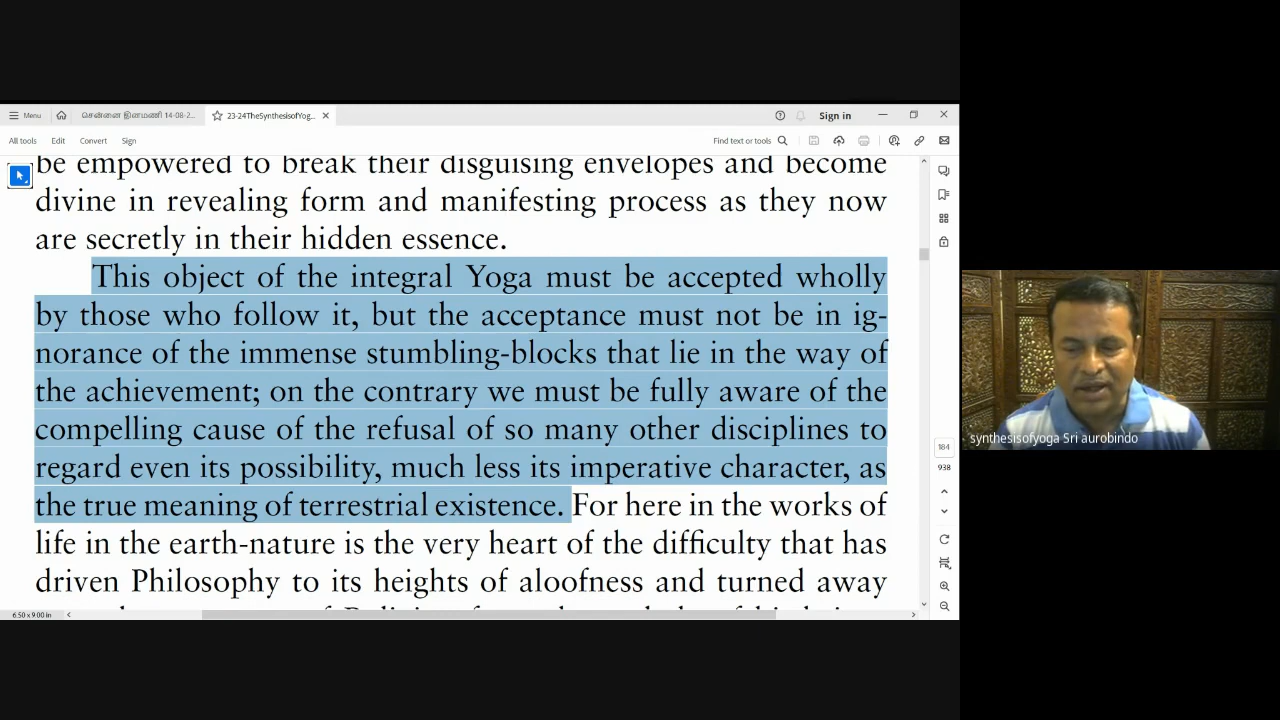 Menu
சென்னை இளமணி 14-08-2...
23-24TheSynthesisofYog...
Sign in
All tools Edit Convert Sign
Find text or tools
be empowered to break their disguising envelopes and become
divine in revealing form and manifesting process as they now
are secretly in their hidden essence.
This object of the integral Yoga must be accepted wholly
by those who follow it, but the acceptance must not be in ig-
norance of the immense stumbling-blocks that lie in the way of
the achievement; on the contrary we must be fully aware of the
compelling cause of the refusal of so many other disciplines to
regard even its possibility, much less its imperative character, as
the true meaning of terrestrial existence. For here in the works of
life in the earth-nature is the very heart of the difficulty that has
driven Philosophy to its heights of aloofness and turned away
184
938
6.50 x 9.00 in
synthesisofyoga Sri aurobindo